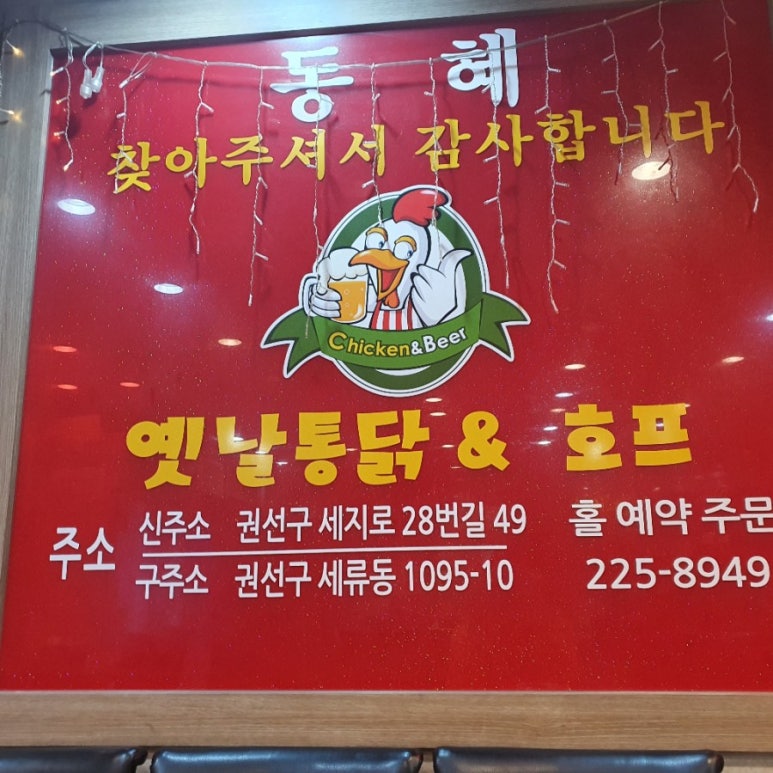 동 혜
찾아주셔서 감사합니다
Chicken&Beer
옛날통닭 & 호프
주소
신주소 권선구 세지로 28번길 49
구주소 권선구 세류동 1095-10
홀 예약 주문
225-8949